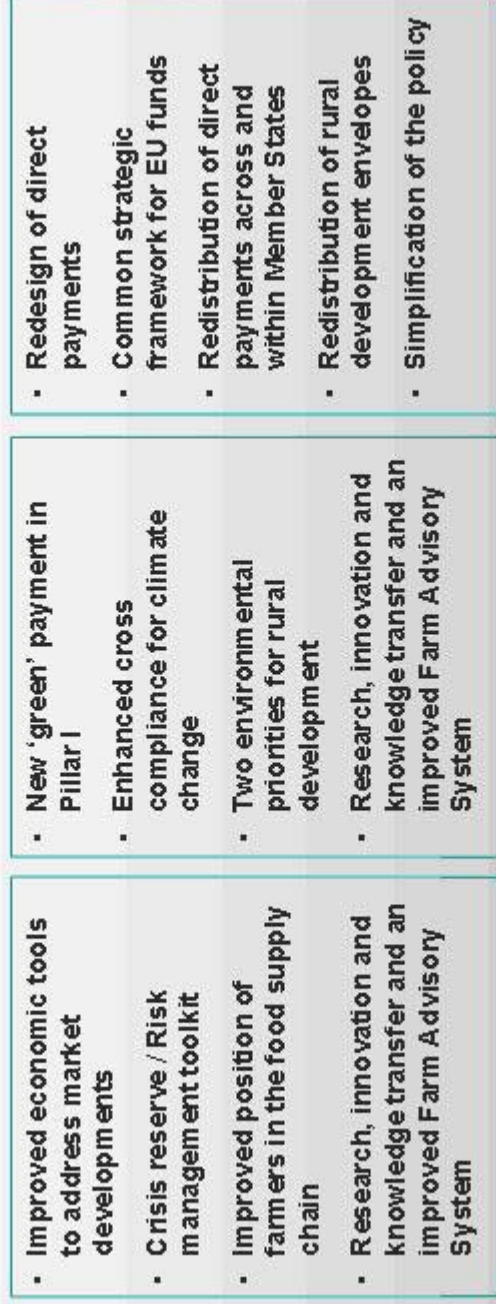 • Improved economic tools
to address market
developments
• Crisis reserve / Risk
management toolkit
• Improved position of
farmers in the food supply
chain
• Research, innovation and
knowledge transfer and an
improved Farm Advisory
System
• New ‘green’ payment in
Pillar I
• Enhanced cross
compliance for climate
change
• Two environmental
priorities for rural
development
• Research, innovation and
knowledge transfer and an
improved Farm Advisory
System
• Redesign of direct
payments
• Common strategic
framework for EU funds
• Redistribution of direct
payments across and
within Member States
• Redistribution of rural
development envelopes
• Simplification of the policy